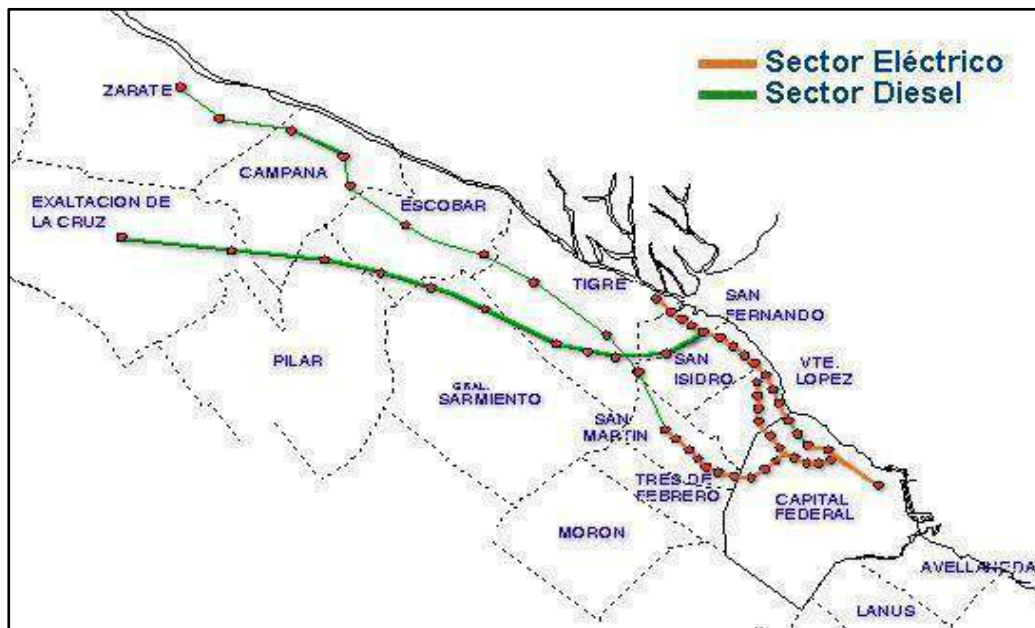 Sector Eléctrico
Sector Diesel
ZARATE
CAMPANA
EXALTACION DE
LA CRUZ
ESCOBAR
TIGRE
SAN
FERNANDO
PILAR
GRAL.
SARMIENTO
SAN
ISIDRO
VTE.
LOPEZ
SAN
MARTIN
TRES DE
FEBRERO
CAPITAL
FEDERAL
MORON
AVELLANEDA
LANUS